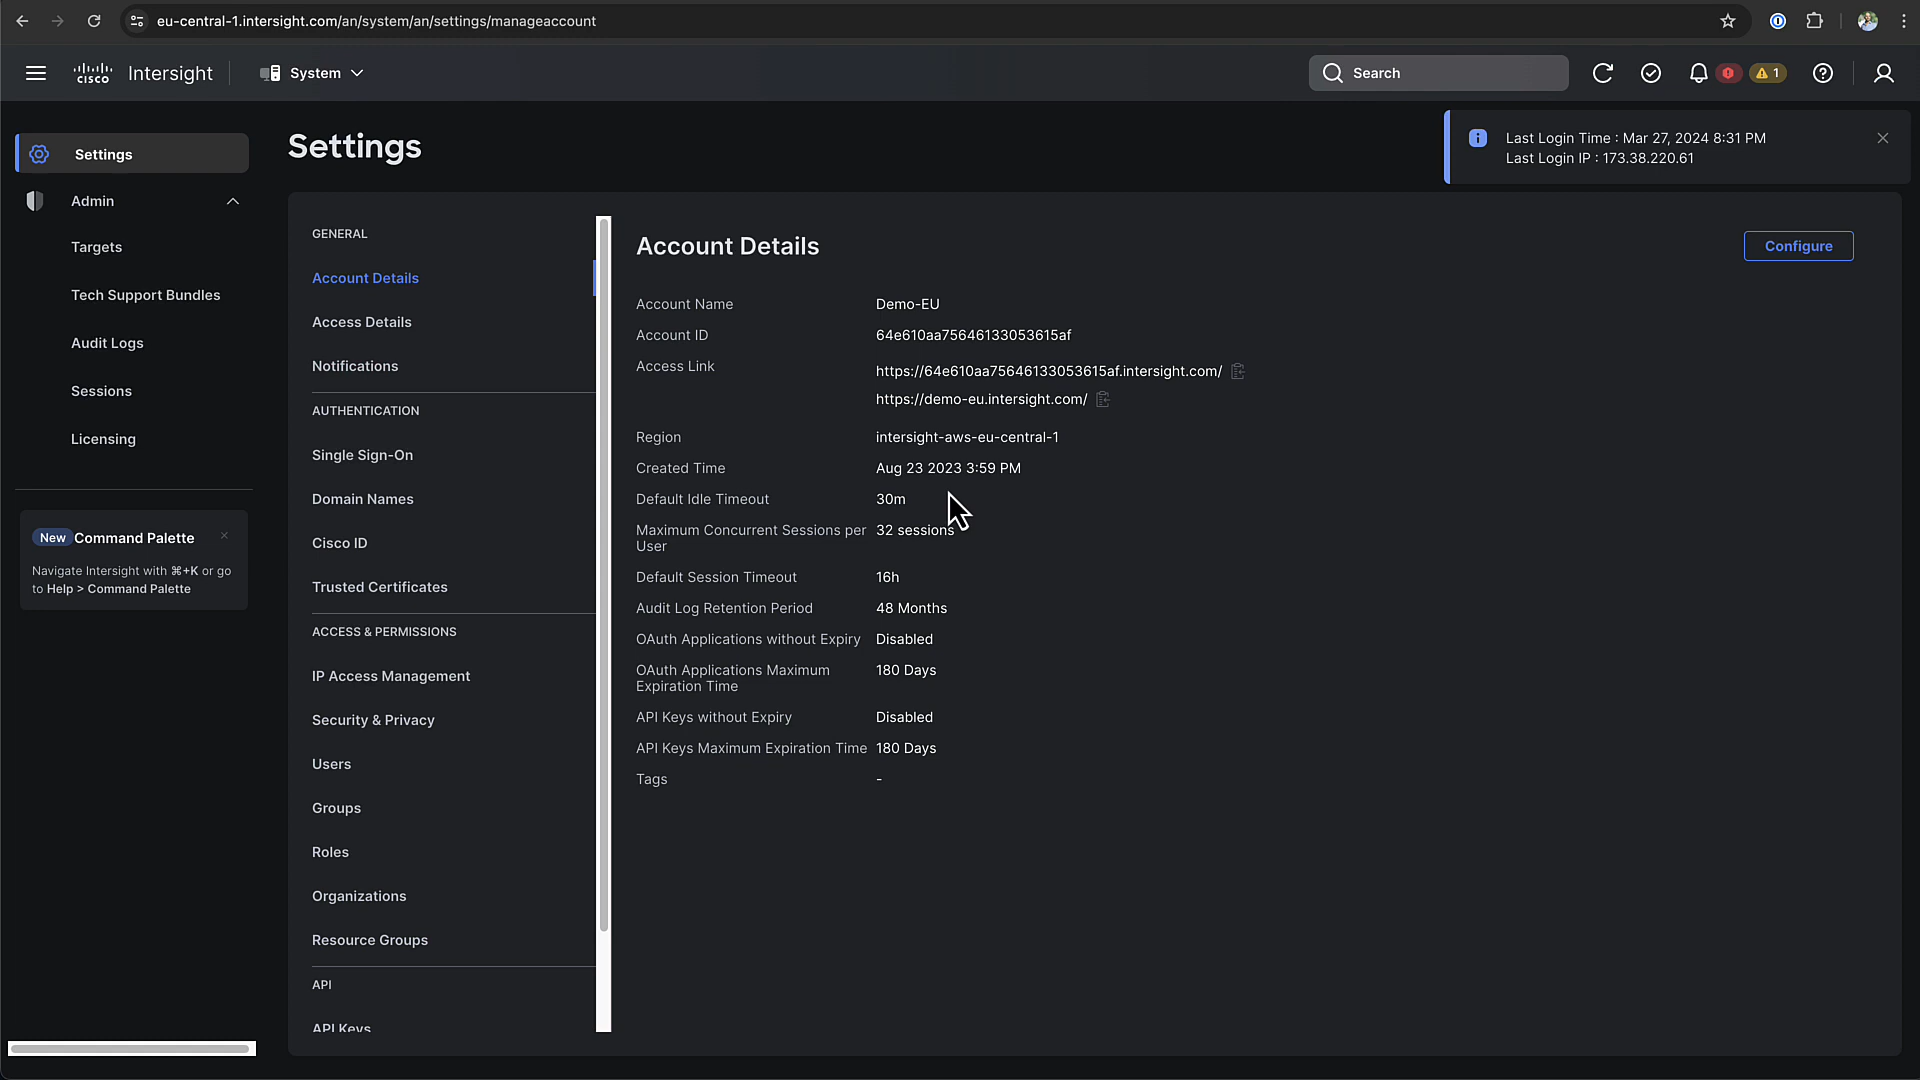 eu-central-1.intersight.com/an/system/an/settings/manageaccount
CISCO Intersight
System
Search
1
Last Login Time : Mar 27, 2024 8:31 PM
Last Login IP : 173.38.220.61
Settings
Admin
Targets
Tech Support Bundles
Audit Logs
Sessions
Licensing
New Command Palette
Navigate Intersight with ⌘+K or go
to Help > Command Palette
Settings
GENERAL
Account Details
Access Details
Notifications
AUTHENTICATION
Single Sign-On
Domain Names
Cisco ID
Trusted Certificates
ACCESS & PERMISSIONS
IP Access Management
Security & Privacy
Users
Groups
Roles
Organizations
Resource Groups
API
API Keys
Account Details
Configure
Account Name Demo-EU
Account ID 64e610aa75646133053615af
Access Link https://64e610aa75646133053615af.intersight.com/
https://demo-eu.intersight.com/
Region intersight-aws-eu-central-1
Created Time Aug 23 2023 3:59 PM
Default Idle Timeout 30m
Maximum Concurrent Sessions per 32 sessions
User
Default Session Timeout 16h
Audit Log Retention Period 48 Months
OAuth Applications without Expiry Disabled
OAuth Applications Maximum 180 Days
Expiration Time
API Keys without Expiry Disabled
API Keys Maximum Expiration Time 180 Days
Tags -